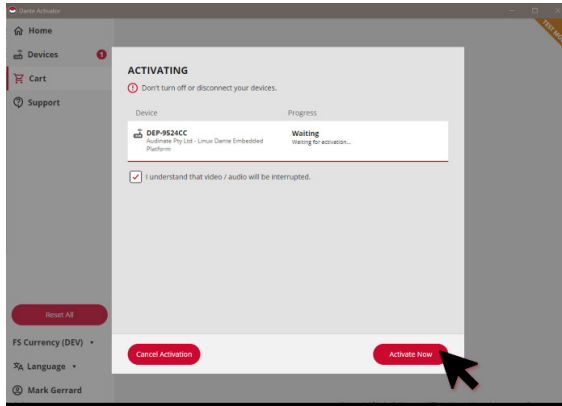 Dante Activator
TEST MODE
Home
Devices 1
Cart
Support
ACTIVATING
Don't turn off or disconnect your devices.
Device Progress
DEP-9524CC Waiting
Audinate Pty Ltd - Linux Dante Embedded Waiting for activation...
Platform
I understand that video / audio will be interrupted.
Reset All
FS Currency (DEV)
Language
Mark Gerrard
Cancel Activation Activate Now